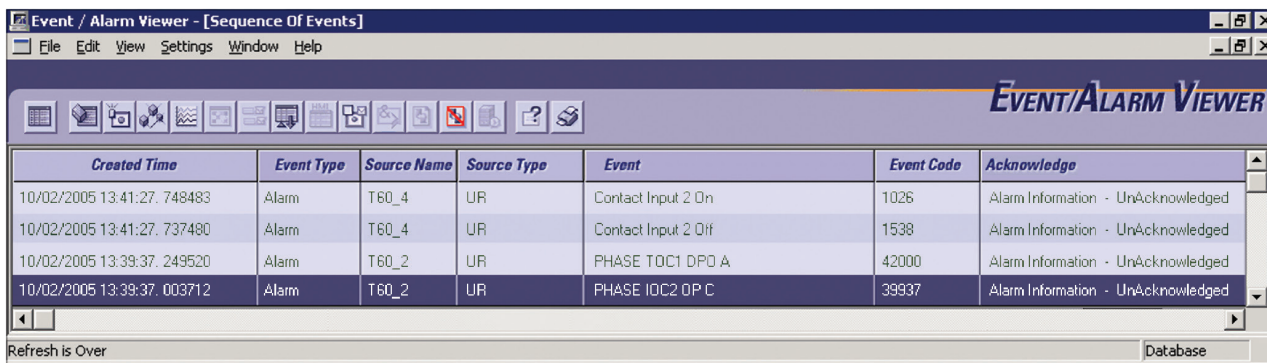 Event / Alarm Viewer - [Sequence Of Events]
File Edit View Settings Window Help
EVENT/ALARM VIEWER
Created Time Event Type Source Name Source Type Event Event Code Acknowledge
10/02/2005 13:41:27. 748483 Alarm T60_4 UR Contact Input 2 On 1026 Alarm Information - UnAcknowledged
10/02/2005 13:41:27. 737480 Alarm T60_4 UR Contact Input 2 Off 1538 Alarm Information - UnAcknowledged
10/02/2005 13:39:37. 249520 Alarm T60_2 UR PHASE TOC1 DPO A 42000 Alarm Information - UnAcknowledged
10/02/2005 13:39:37. 003712 Alarm T60_2 UR PHASE IOC2 OP C 39937 Alarm Information - UnAcknowledged
Refresh is Over Database